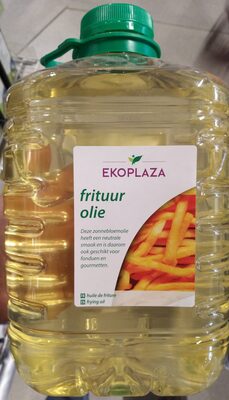 EKOPLAZA
frituur
olie
Deze zonnebloemolie
heeft een neutrale
smaak en is daarom
ook geschikt voor
fonduen en
gourmetten.
huile de friture
frying oil